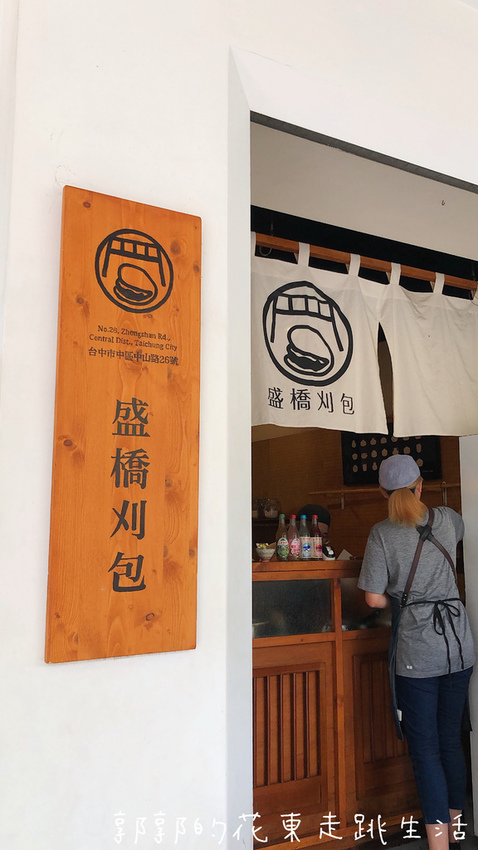 No.26, Zhongshan Rd.,
Central Dist., Taichung City
台中市中區中山路26號
盛橋刈包
盛橋刈包
郭郭的花東走跳生活